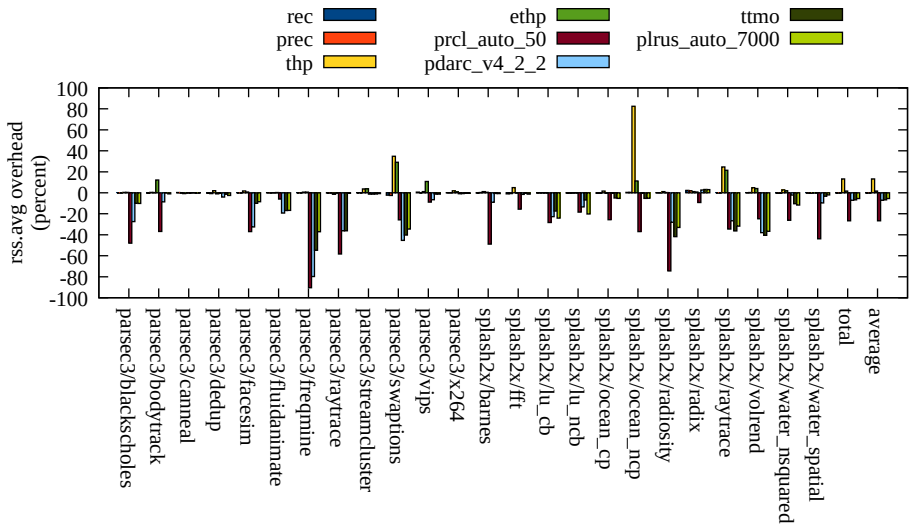 rec
prec
thp
ethp
prcl_auto_50
pdarc_v4_2_2
ttmo
plrus_auto_7000
rss.avg overhead
(percent)
100
80
60
40
20
0
-20
-40
-60
-80
-100
parsec3/blackscholes
parsec3/bodytrack
parsec3/canneal
parsec3/dedup
parsec3/facesim
parsec3/fluidanimate
parsec3/freqmine
parsec3/raytrace
parsec3/streamcluster
parsec3/swaptions
parsec3/vips
parsec3/x264
splash2x/barnes
splash2x/fft
splash2x/lu_cb
splash2x/lu_ncb
splash2x/ocean_cp
splash2x/ocean_ncp
splash2x/radiosity
splash2x/radix
splash2x/raytrace
splash2x/volrend
splash2x/water_nsquared
splash2x/water_spatial
total
average